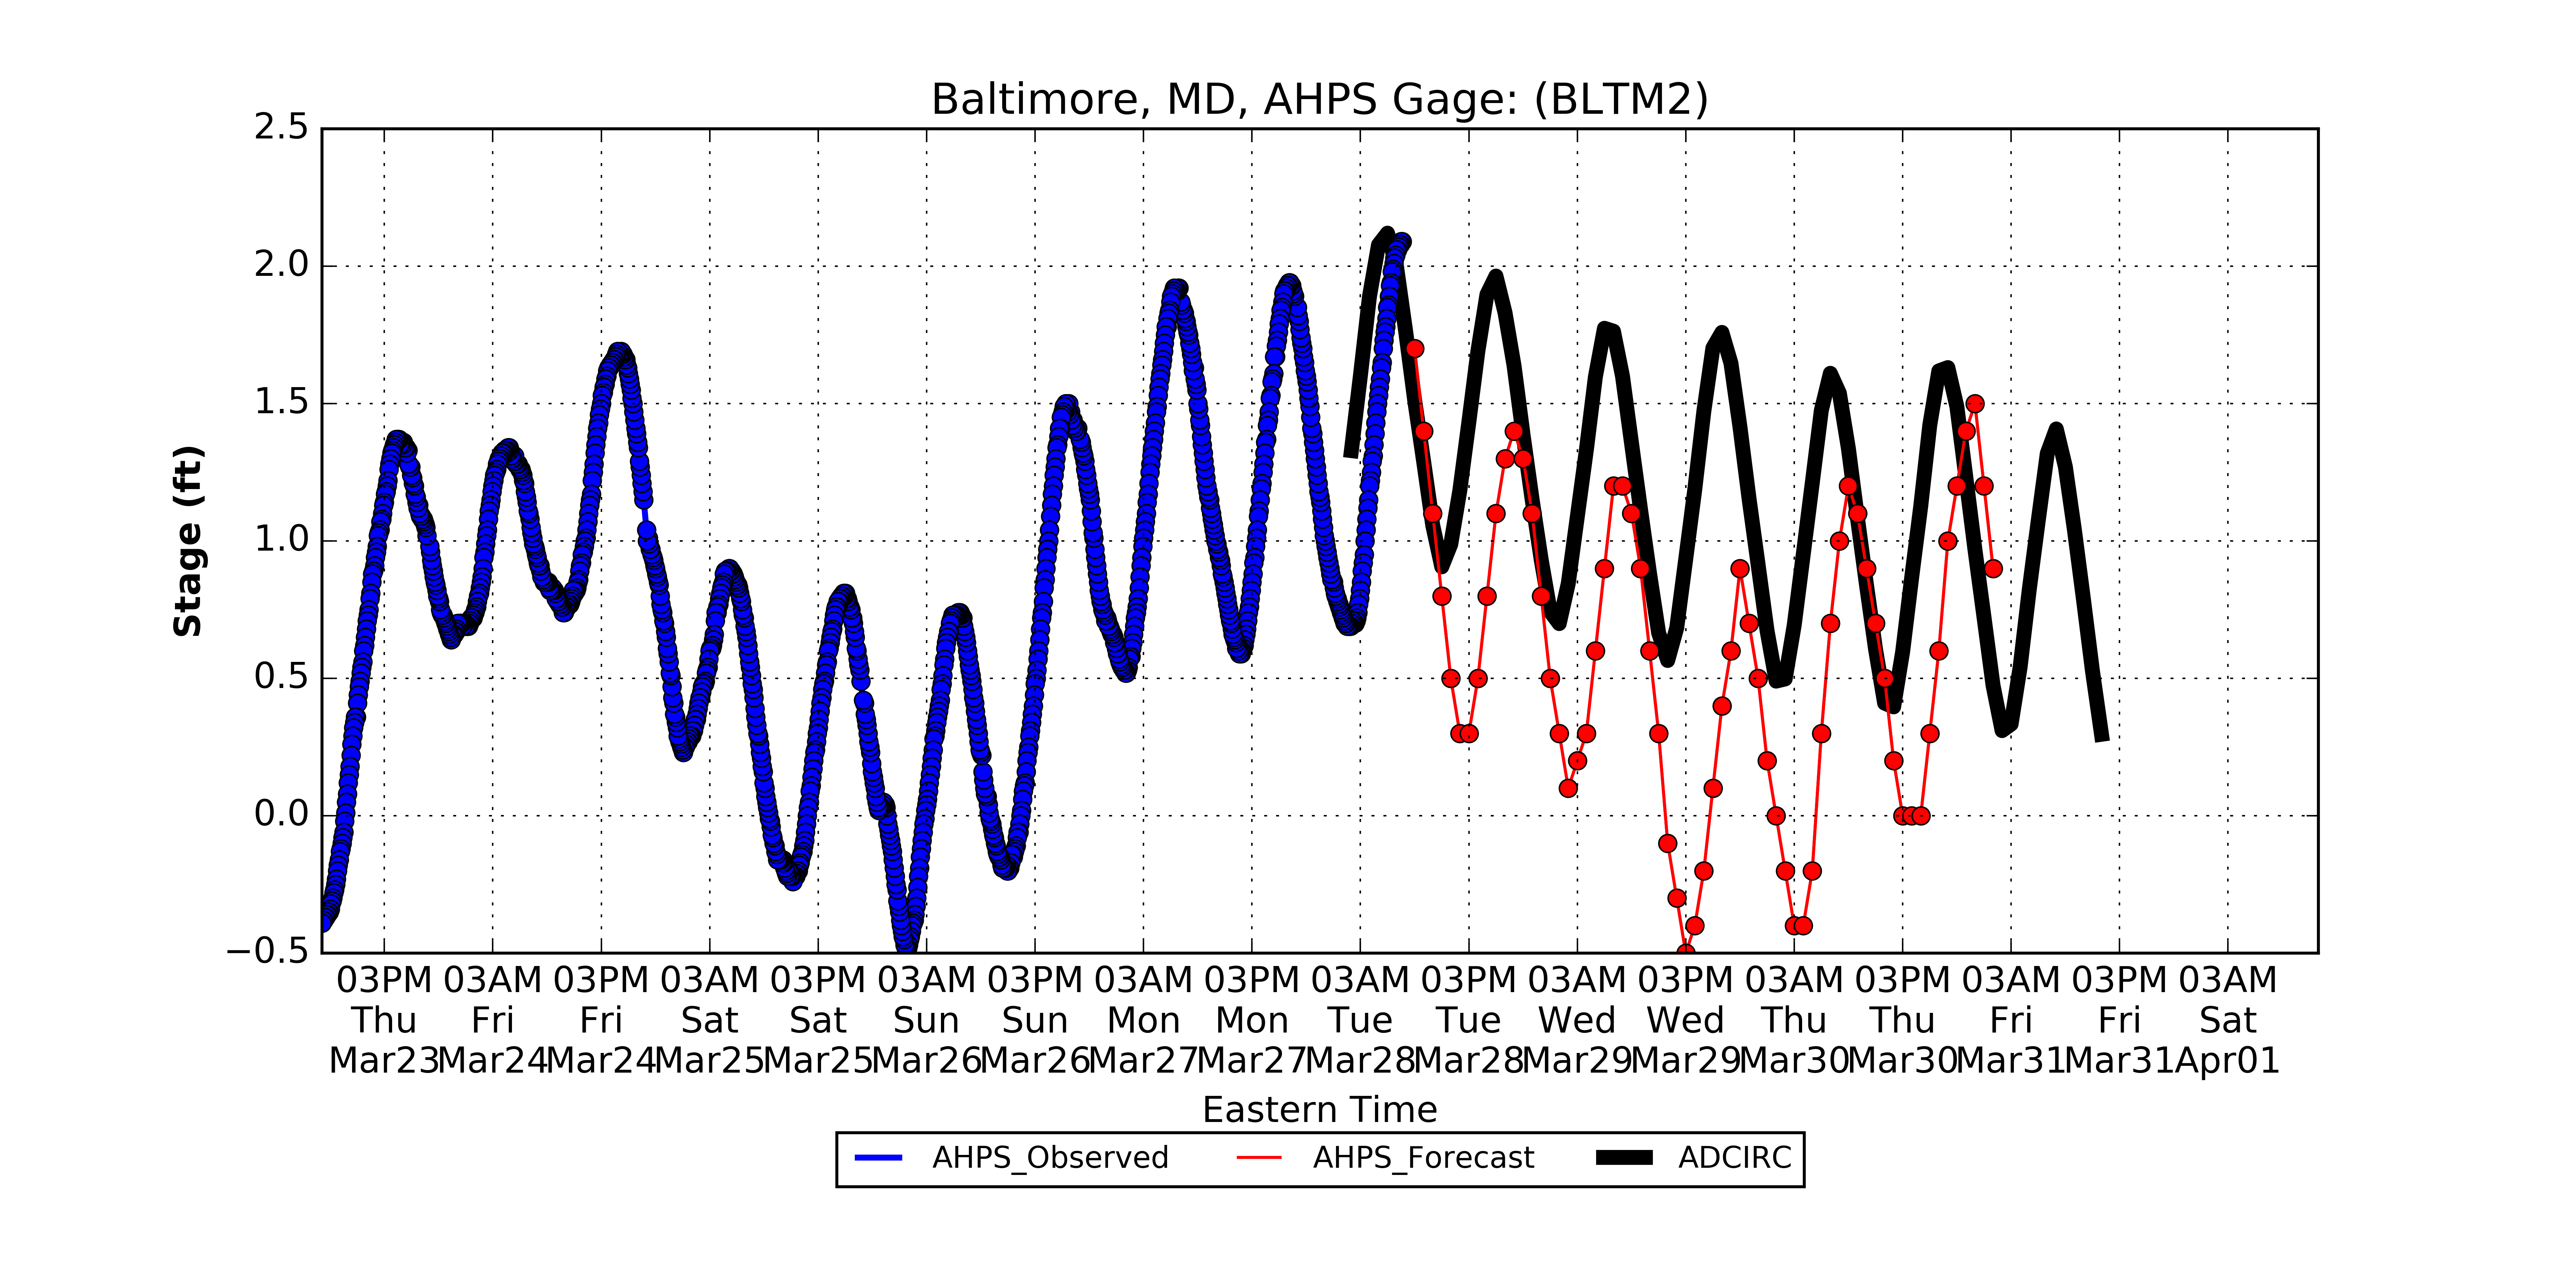 Baltimore, MD, AHPS Gage: (BLTM2)
Stage (ft)
2.5
2.0
1.5
1.0
0.5
0.0
−0.5
03PM 03AM 03PM 03AM 03PM 03AM 03PM 03AM 03PM 03AM 03PM 03AM 03PM 03AM 03PM 03AM 03PM 03AM
Thu Fri Fri Sat Sat Sun Sun Mon Mon Tue Tue Wed Wed Thu Thu Fri Fri Sat
Mar23 Mar24 Mar24 Mar25 Mar25 Mar26 Mar26 Mar27 Mar27 Mar28 Mar28 Mar29 Mar29 Mar30 Mar30 Mar31 Mar31 Apr01
Eastern Time
AHPS_Observed AHPS_Forecast ADCIRC